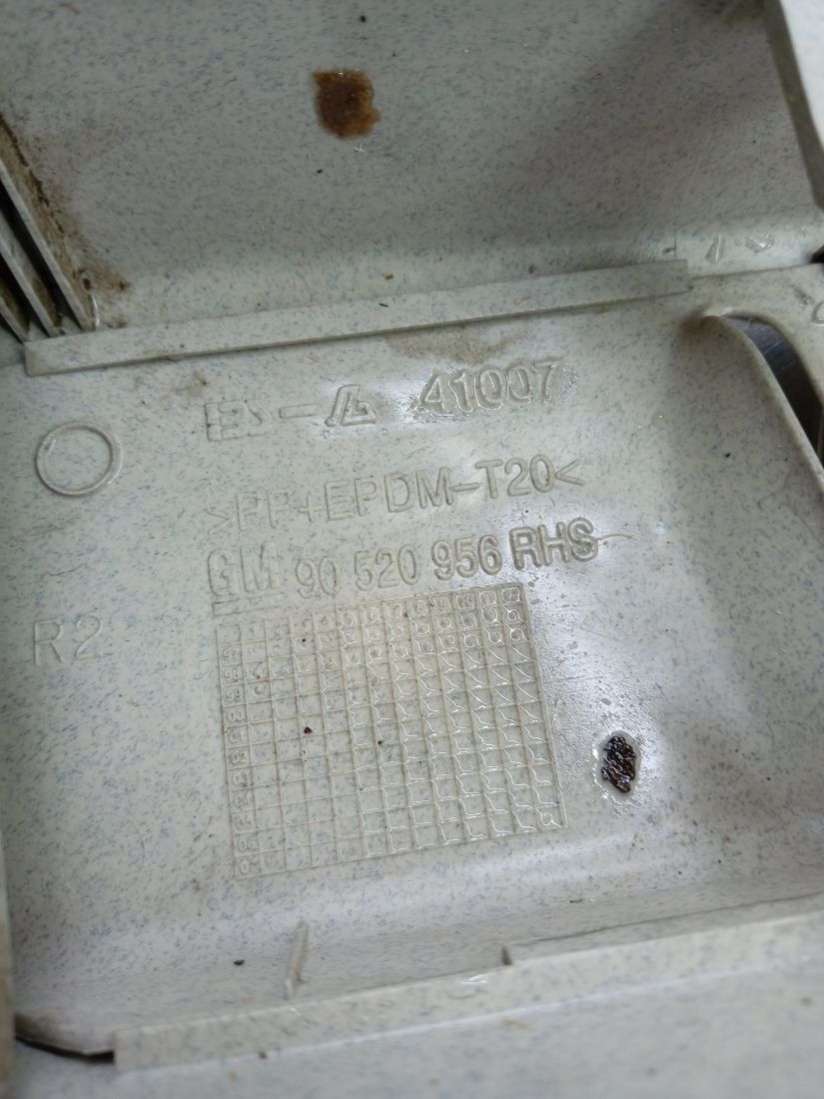 41007
>PP+EPDM-T20<
GM 90 520 956 RHS
R2